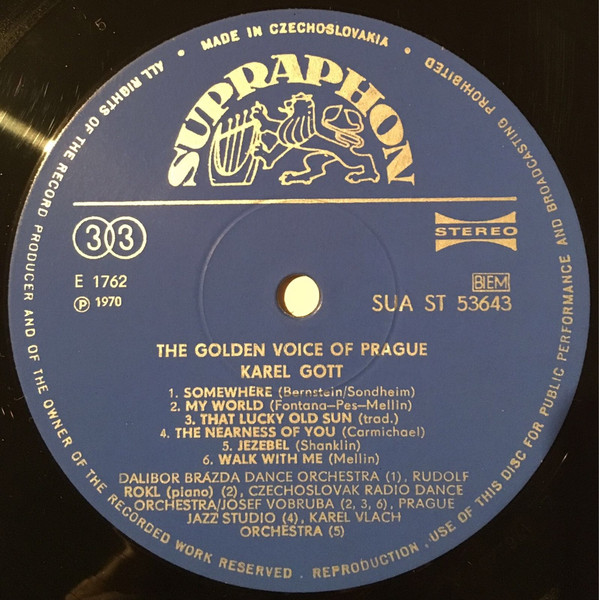 MADE IN CZECHOSLOVAKIA
ALL RIGHTS OF THE RECORD PRODUCER AND OF THE OWNER OF THE RECORDED WORK RESERVED . REPRODUCTION , USE OF THIS DISC FOR PUBLIC PERFORMANCE AND BROADCASTING PROHIBITED
SUPRAPHON
33
STEREO
E 1762
℗ 1970
BIEM
SUA ST 53643
THE GOLDEN VOICE OF PRAGUE
KAREL GOTT
1. SOMEWHERE (Bernstein/Sondheim)
2. MY WORLD (Fontana-Pes-Mellin)
3. THAT LUCKY OLD SUN (trad.)
4. THE NEARNESS OF YOU (Carmichael)
5. JEZEBEL (Shanklin)
6. WALK WITH ME (Mellin)
DALIBOR BRÁZDA DANCE ORCHESTRA (1), RUDOLF
ROKL (piano) (2), CZECHOSLOVAK RADIO DANCE
ORCHESTRA/JOSEF VOBRUBA (2, 3, 6), PRAGUE
JAZZ STUDIO (4), KAREL VLACH
ORCHESTRA (5)